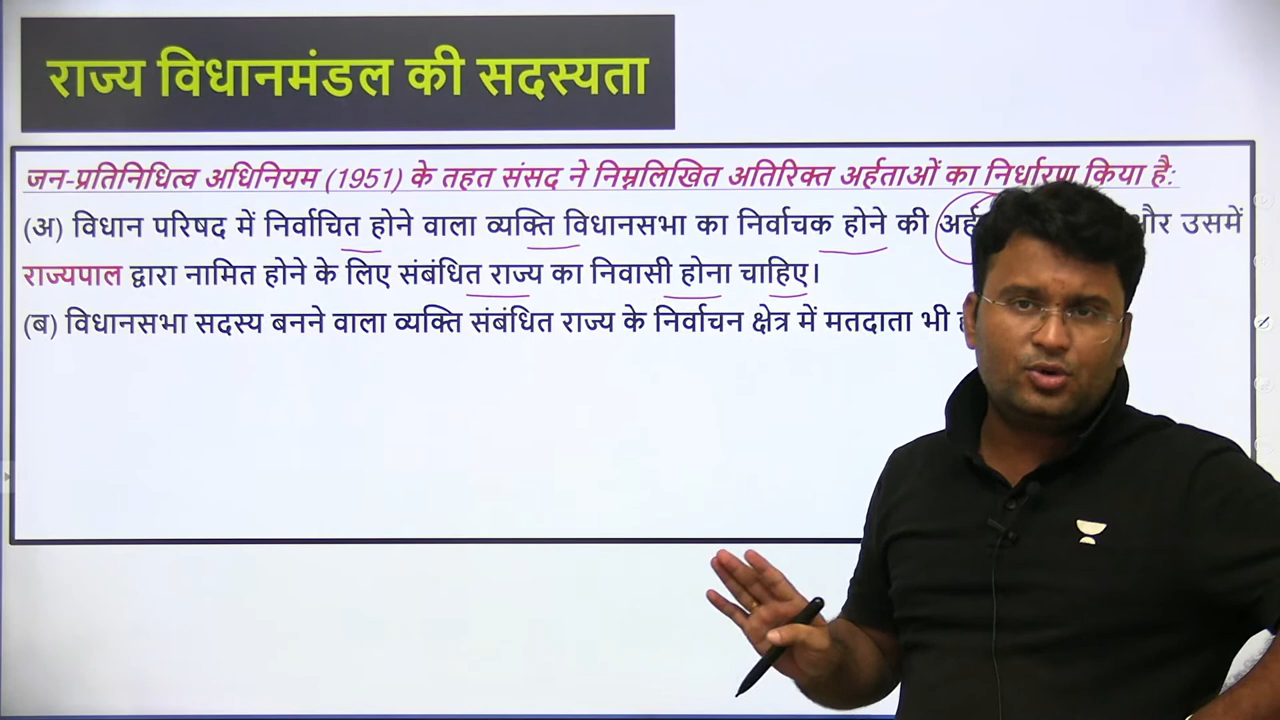 राज्य विधानमंडल की सदस्यता
जन-प्रतिनिधित्व अधिनियम (1951) के तहत संसद ने निम्नलिखित अतिरिक्त अर्हताओं का निर्धारण किया है:
(अ) विधान परिषद में निर्वाचित होने वाला व्यक्ति विधानसभा का निर्वाचक होने की और उसमें
राज्यपाल द्वारा नामित होने के लिए संबंधित राज्य का निवासी होना चाहिए।
(ब) विधानसभा सदस्य बनने वाला व्यक्ति संबंधित राज्य के निर्वाचन क्षेत्र में मतदाता भी